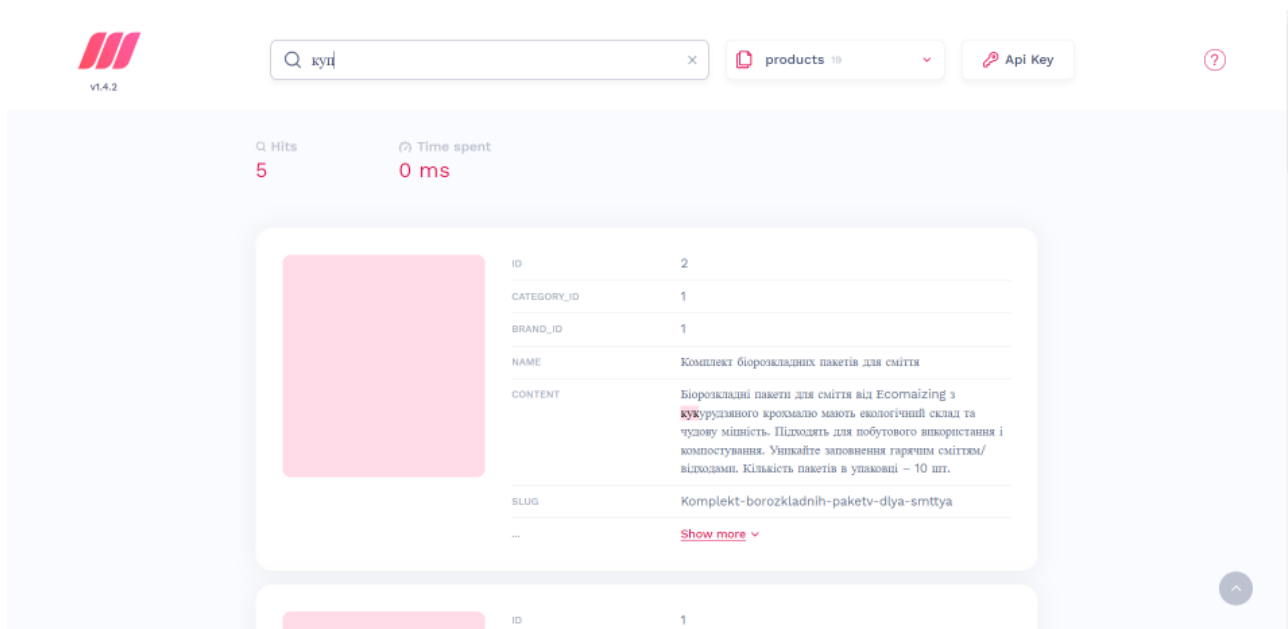 куп
products 19
Api Key
v1.4.2
Hits
Time spent
5
0 ms
ID
2
CATEGORY_ID
1
BRAND_ID
1
NAME
Комплект біорозкладних пакетів для сміття
CONTENT
Біорозкладні пакети для сміття від Ecomaizing з
кукурудзяного крохмалю мають екологічний склад та
чудову міцність. Підходять для побутового використання і
компостування. Уникайте заповнення гарячим сміттям/
відходами. Кількість пакетів в упаковці – 10 шт.
SLUG
Komplekt-borozkladnih-paketv-dlya-smttya
...
Show more
ID
1